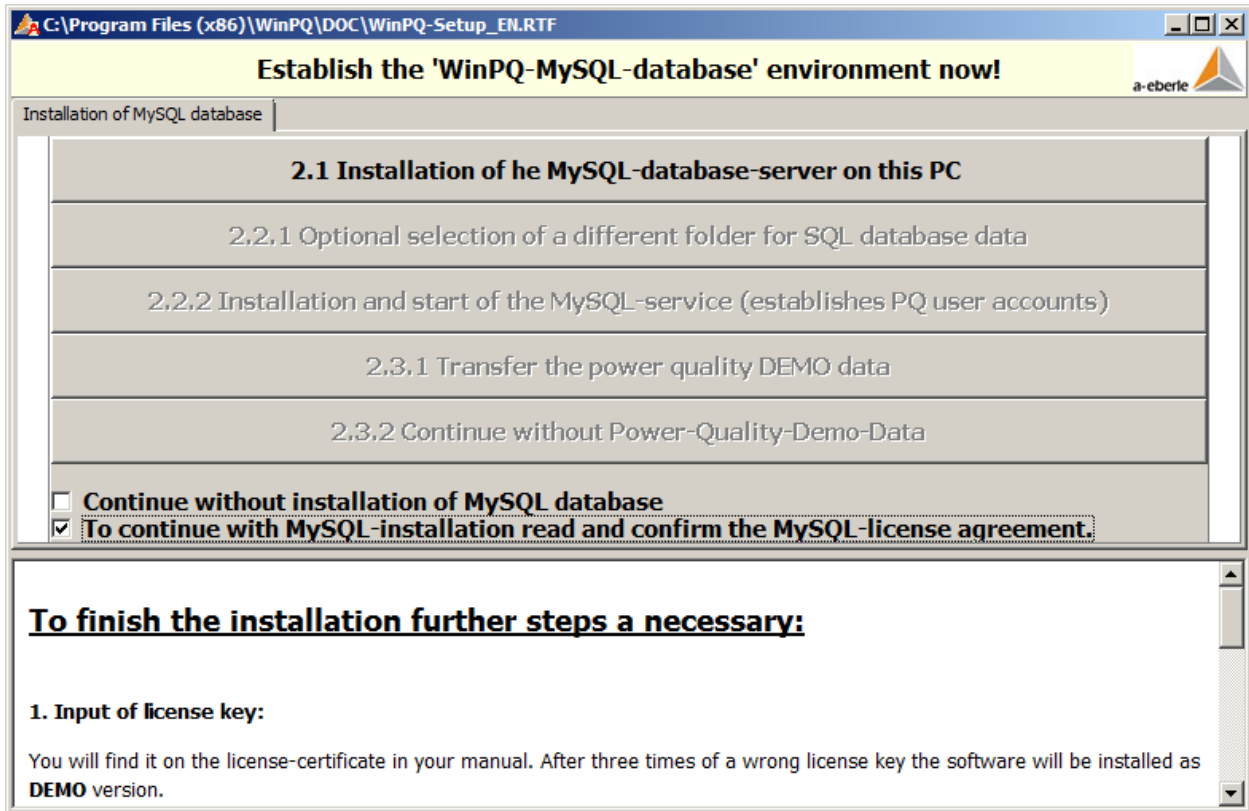 C:\Program Files (x86)\WinPQ\DOC\WinPQ-Setup_EN.RTF
Establish the 'WinPQ-MySQL-database' environment now!
a-eberle
Installation of MySQL database
2.1 Installation of he MySQL-database-server on this PC
2.2.1 Optional selection of a different folder for SQL database data
2.2.2 Installation and start of the MySQL-service (establishes PQ user accounts)
2.3.1 Transfer the power quality DEMO data
2.3.2 Continue without Power-Quality-Demo-Data
Continue without installation of MySQL database
To continue with MySQL-installation read and confirm the MySQL-license agreement.
To finish the installation further steps a necessary:
1. Input of license key:
You will find it on the license-certificate in your manual. After three times of a wrong license key the software will be installed as
DEMO version.